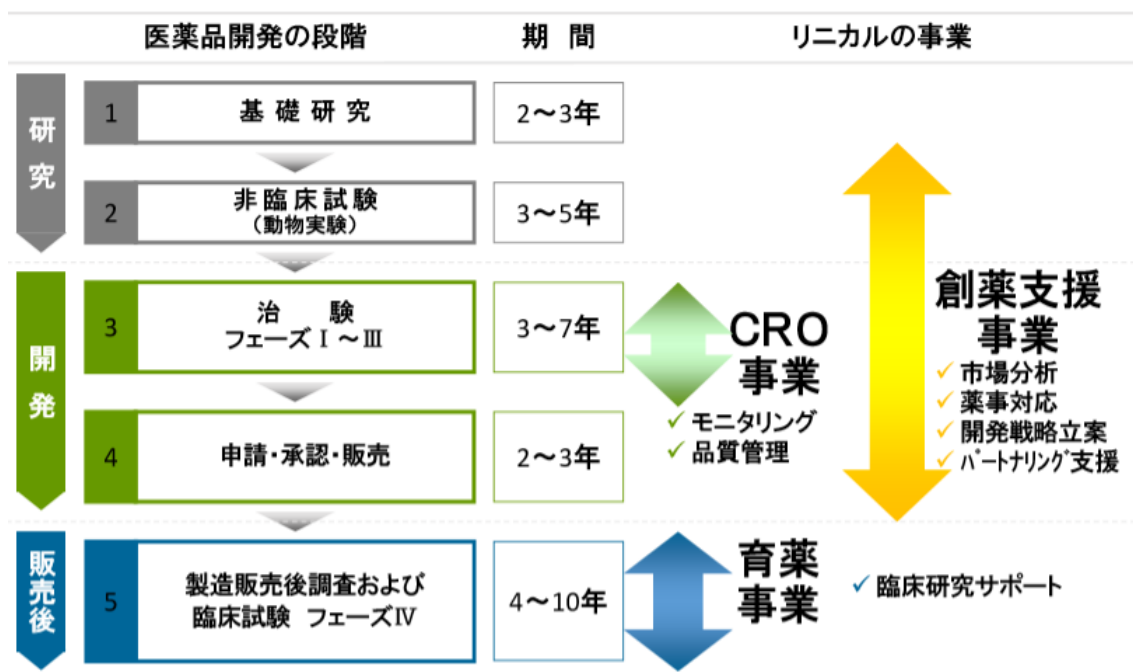 医薬品開発の段階
期 間
リニカルの事業
研究
1
基 礎 研 究
2～3年
2
非 臨 床 試 験
(動物実験)
3～5年
開発
3
治 験
フェーズⅠ～Ⅲ
3～7年
CRO
事業
✓ モニタリング
✓ 品質管理
創薬支援
事業
✓ 市場分析
✓ 薬事対応
✓ 開発戦略立案
✓ ﾊﾟｰﾄﾅﾘﾝｸﾞ支援
4
申請・承認・販売
2～3年
販売後
5
製造販売後調査および
臨床試験 フェーズⅣ
4～10年
育薬
事業
✓ 臨床研究サポート